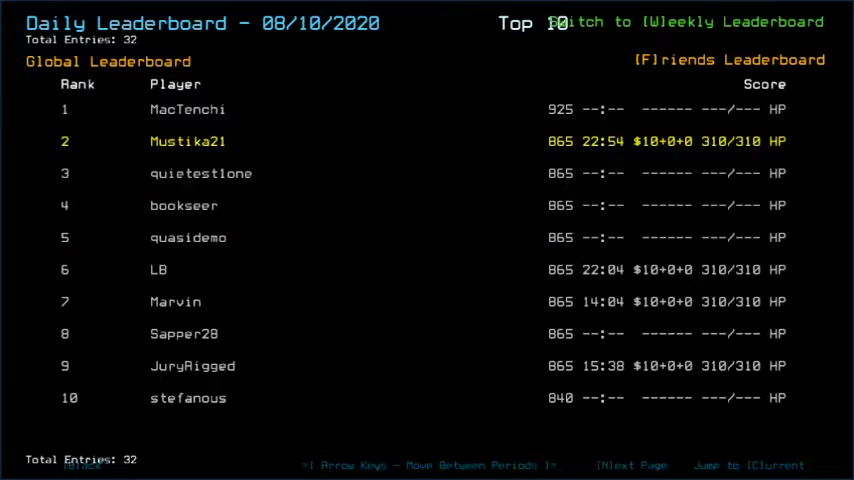 Daily Leaderboard - 08/10/2020 Top 10 Switch to [W]eekly Leaderboard
Total Entries: 32
Global Leaderboard [F]riends Leaderboard
Rank Player Score
1 MacTenchi 925 --:-- ------ ---/--- HP
2 Mustika21 865 22:54 $10+0+0 310/310 HP
3 quietest1one 865 --:-- ------ ---/--- HP
4 bookseer 865 --:-- ------ ---/--- HP
5 quasidemo 865 --:-- ------ ---/--- HP
6 LB 865 22:04 $10+0+0 310/310 HP
7 Marvin 865 14:04 $10+0+0 310/310 HP
8 Sapper28 865 --:-- ------ ---/--- HP
9 JuryRigged 865 15:38 $10+0+0 310/310 HP
10 stefanous 840 --:-- ------ ---/--- HP
Total Entries: 32
=[ Arrow Keys - Move Between Periods ]= [N]ext Page Jump to [C]urrent